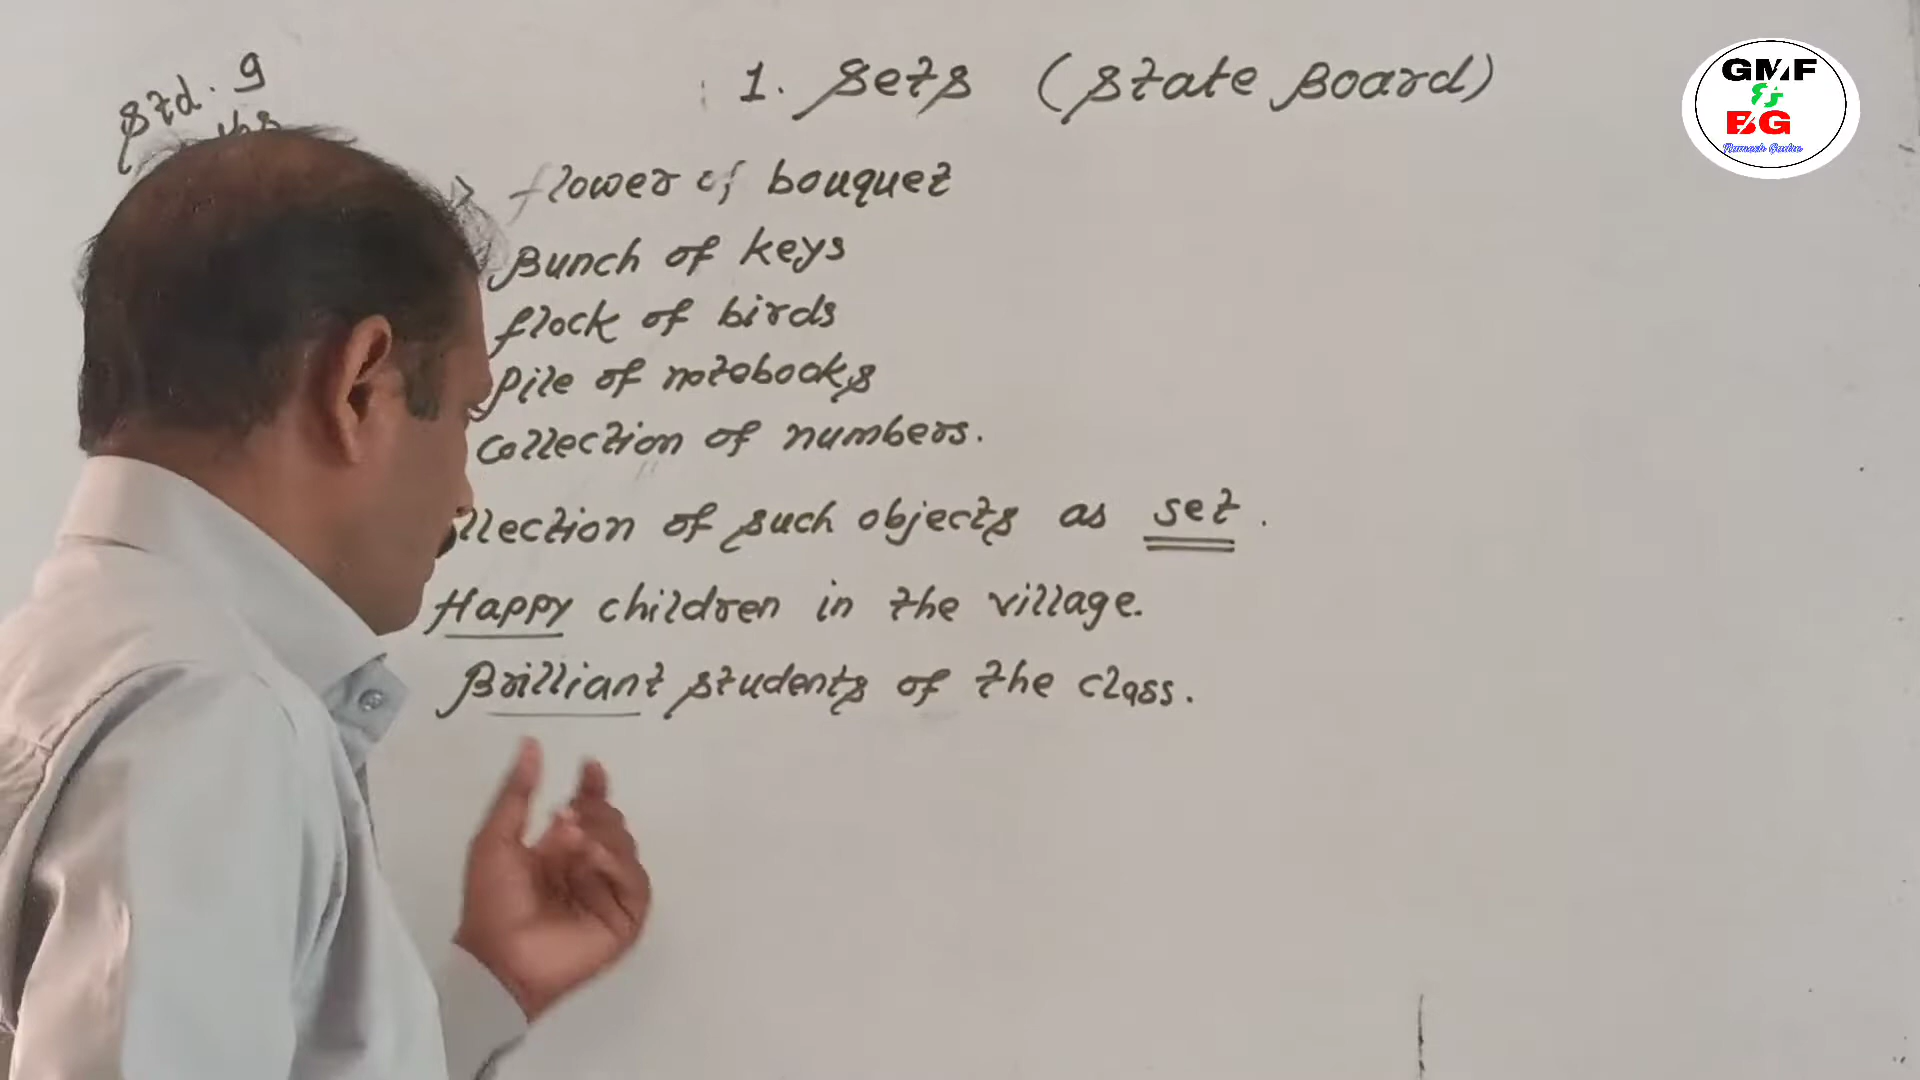 Std. 9
1. Sets (State Board)
flower of bouquet
Bunch of keys
flock of birds
Pile of notebooks
Collection of numbers.
llection of such objects as set.
Happy children in the village.
Brilliant students of the class.
GMF
BG